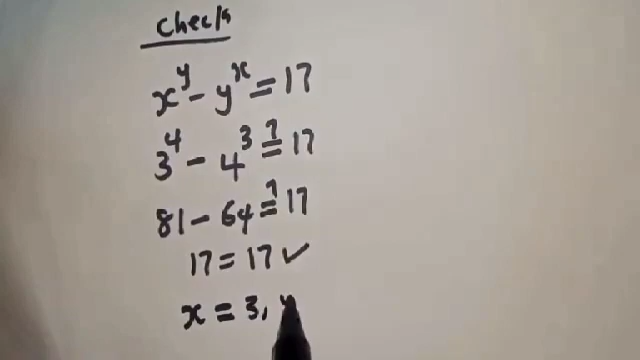 Check
x^y - y^x = 17
3^4 - 4^3 ?= 17
81 - 64 ?= 17
17 = 17 ✓
x = 3,